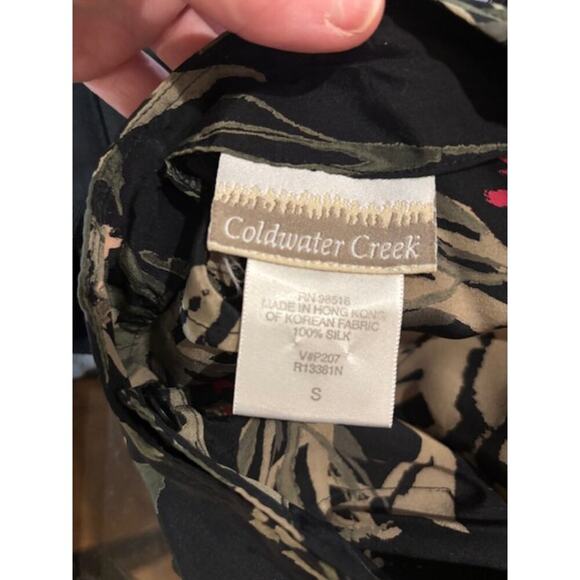 Coldwater Creek
RN 98516
MADE IN HONG KONG
OF KOREAN FABRIC
100% SILK
V#P207
R13381N
S